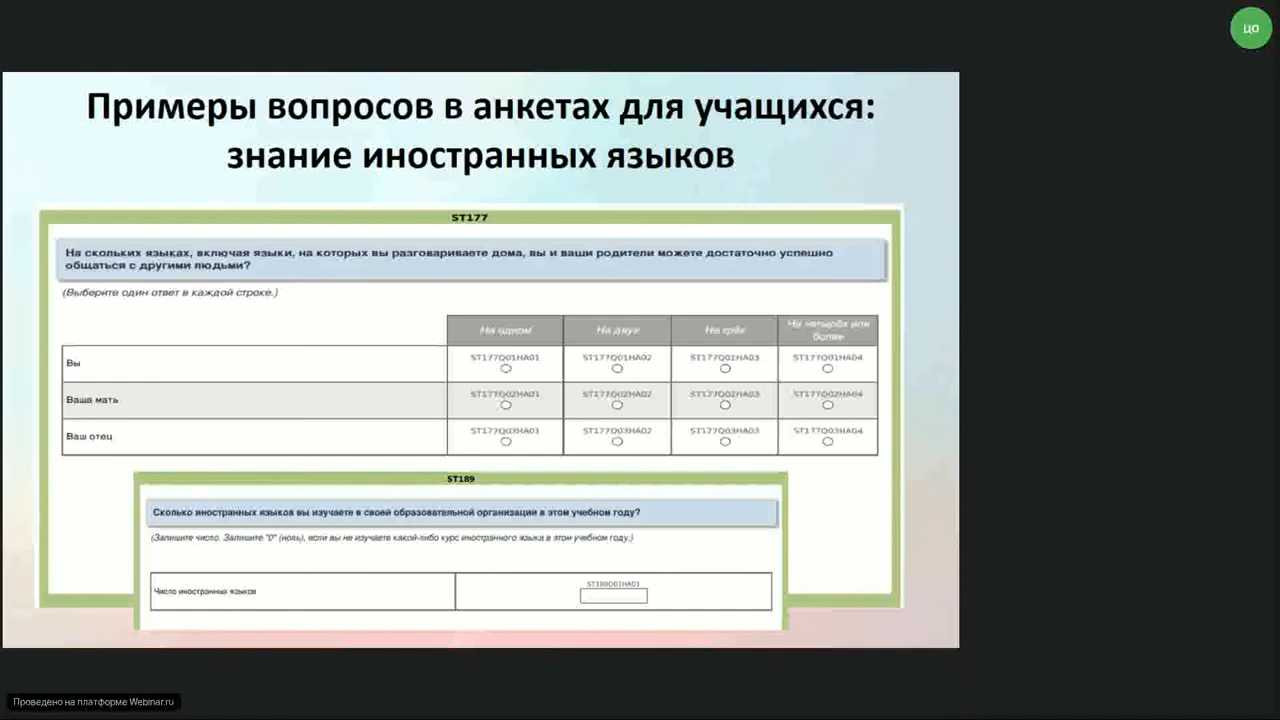 ЦО
Примеры вопросов в анкетах для учащихся:
знание иностранных языков
ST177
На скольких языках, включая языки, на которых вы разговариваете дома, вы и ваши родители можете достаточно успешно
общаться с другими людьми?
(Выберите один ответ в каждой строке.)
На одном На двух На трёх На четырёх или
более
ST177Q01HA01 ST177Q01HA02 ST177Q01HA03 ST177Q01HA04
Вы
ST177Q02HA01 ST177Q02HA02 ST177Q02HA03 ST177Q02HA04
Ваша мать
ST177Q03HA01 ST177Q03HA02 ST177Q03HA03 ST177Q03HA04
Ваш отец
ST189
Сколько иностранных языков вы изучаете в своей образовательной организации в этом учебном году?
(Запишите число. Запишите "0" (ноль), если вы не изучаете какой-либо курс иностранного языка в этом учебном году.)
ST189Q01HA01
Число иностранных языков
Проведено на платформе Webinar.ru